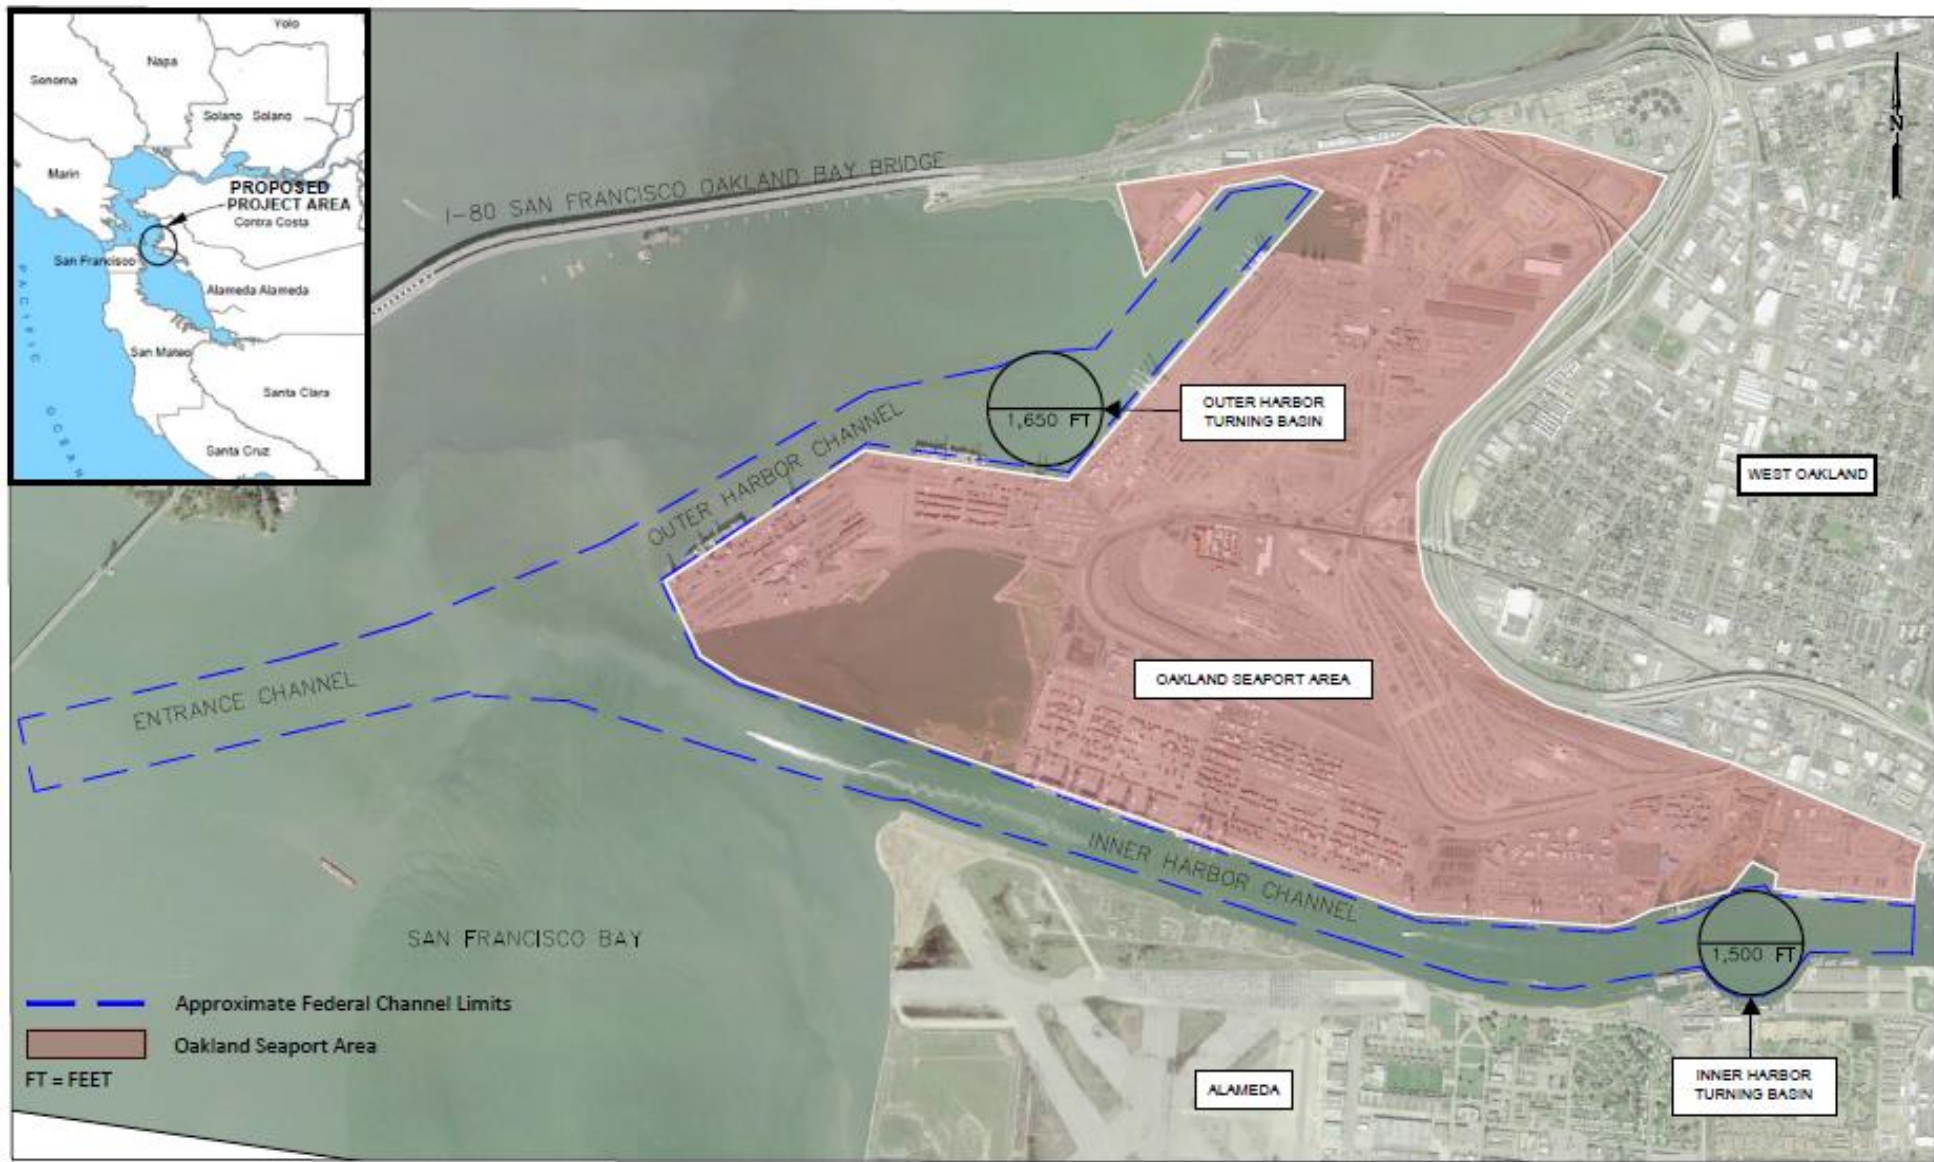 Yolo
Napa
Sonoma
Solano Solano
Marin
PROPOSED
PROJECT AREA
Contra Costa
San Francisco
Alameda Alameda
San Mateo
Santa Clara
Santa Cruz
PACIFIC OCEAN
I-80 SAN FRANCISCO OAKLAND BAY BRIDGE
N
1,650 FT
OUTER HARBOR
TURNING BASIN
OUTER HARBOR CHANNEL
WEST OAKLAND
ENTRANCE CHANNEL
OAKLAND SEAPORT AREA
INNER HARBOR CHANNEL
SAN FRANCISCO BAY
1,500 FT
Approximate Federal Channel Limits
Oakland Seaport Area
FT = FEET
ALAMEDA
INNER HARBOR
TURNING BASIN